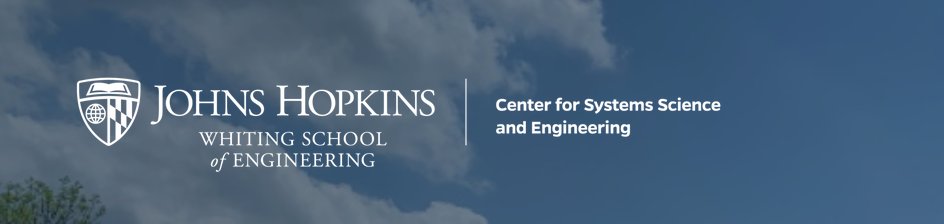 JOHNS HOPKINS
WHITING SCHOOL
of ENGINEERING
Center for Systems Science
and Engineering